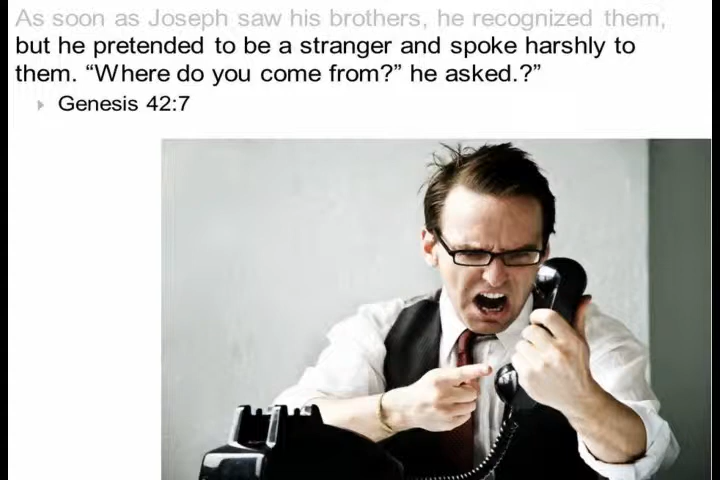 As soon as Joseph saw his brothers, he recognized them,
but he pretended to be a stranger and spoke harshly to
them. “Where do you come from?” he asked.?”
Genesis 42:7